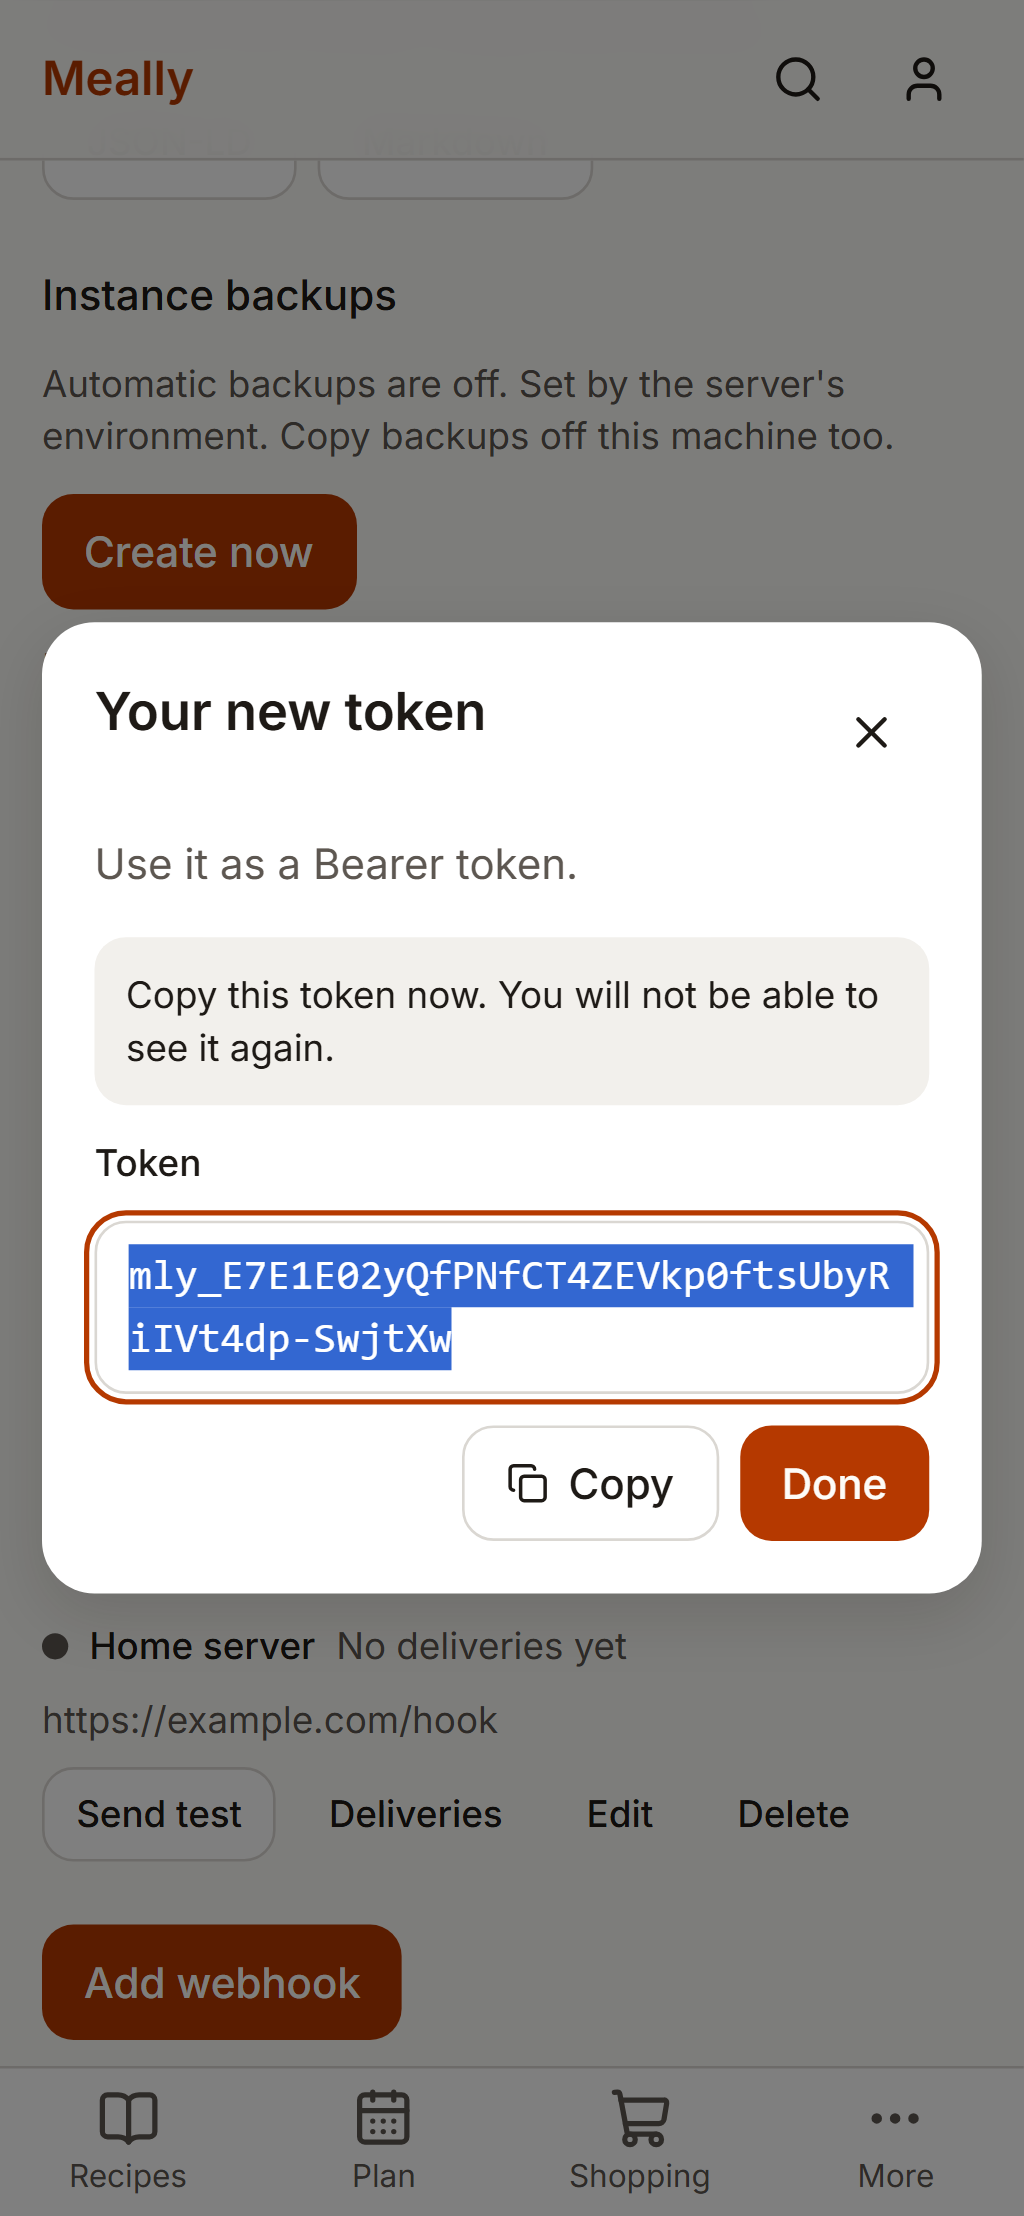 Meally
Instance backups
Automatic backups are off. Set by the server's
environment. Copy backups off this machine too.
Create now
Your new token
Use it as a Bearer token.
Copy this token now. You will not be able to
see it again.
Token
mly_E7E1E02yQfPNfCT4ZEVkp0ftsUbyR
iIVt4dp-SwjtXw
Copy
Done
Home server No deliveries yet
https://example.com/hook
Send test
Deliveries
Edit
Delete
Add webhook
Recipes
Plan
Shopping
More